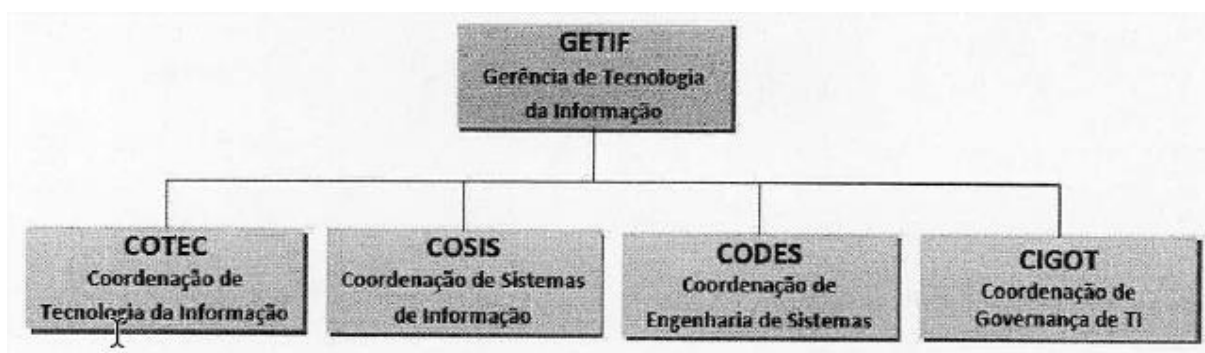 GETIF
Gerência de Tecnologia
da Informação
COTEC
Coordenação de
Tecnologia da Informação
COSIS
Coordenação de Sistemas
de Informação
CODES
Coordenação de
Engenharia de Sistemas
CIGOT
Coordenação de
Governança de TI